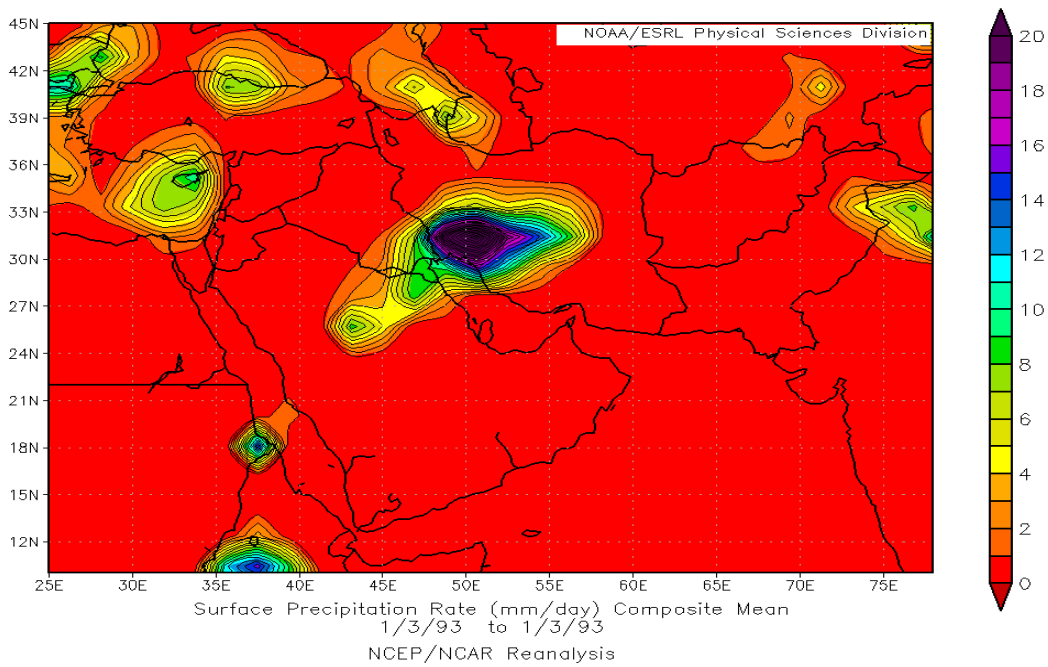 NOAA/ESRL Physical Sciences Division
45N
42N
39N
36N
33N
30N
27N
24N
21N
18N
15N
12N
25E 30E 35E 40E 45E 50E 55E 60E 65E 70E 75E
20
18
16
14
12
10
8
6
4
2
0
Surface Precipitation Rate (mm/day) Composite Mean
1/3/93 to 1/3/93
NCEP/NCAR Reanalysis